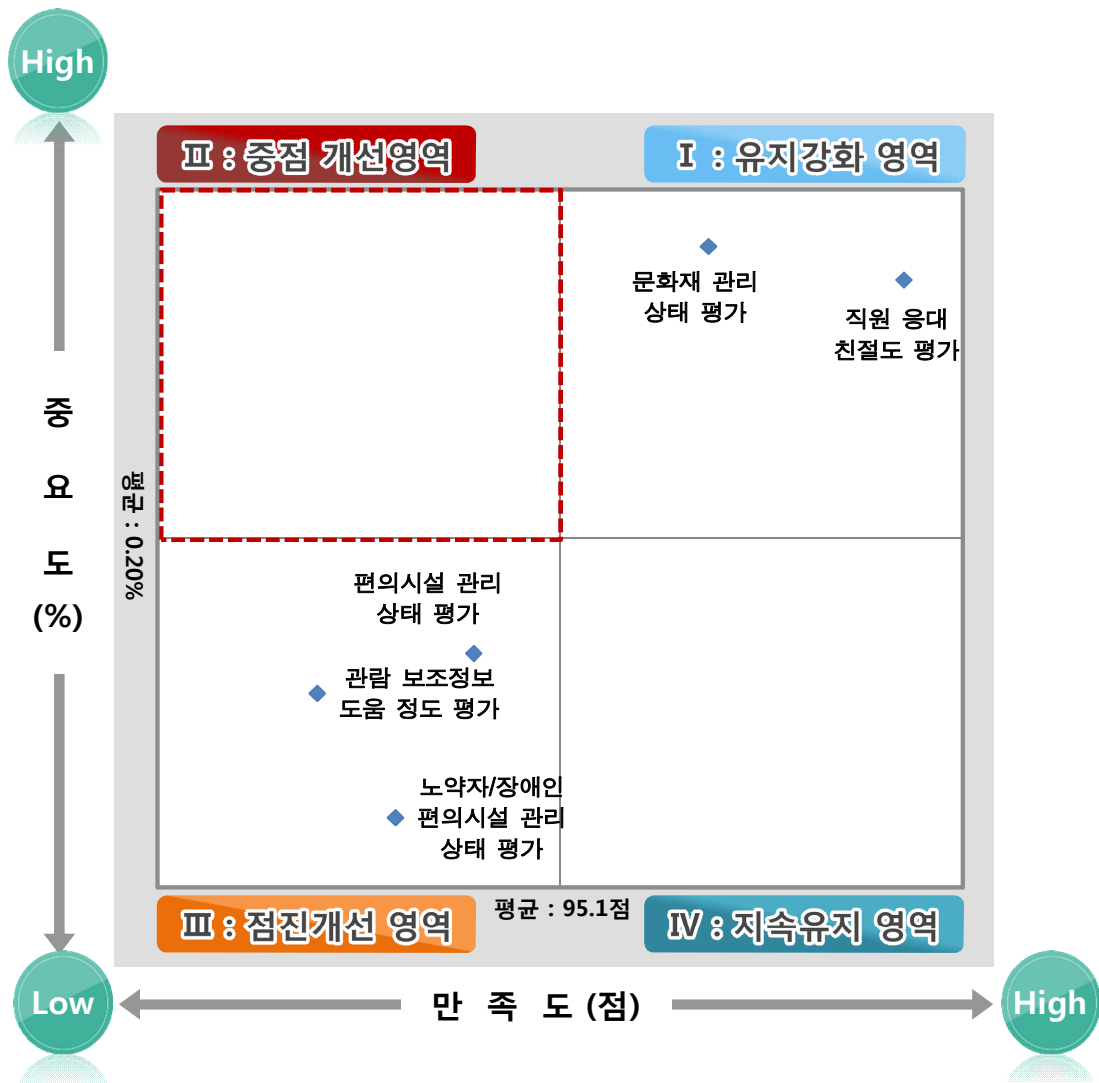 High
Ⅱ : 중점 개선영역
Ⅰ : 유지강화 영역
문화재 관리
상태 평가
직원 응대
친절도 평가
중
요
도
(%)
평균 : 0.20%
편의시설 관리
상태 평가
관람 보조정보
도움 정도 평가
노약자/장애인
편의시설 관리
상태 평가
Ⅲ : 점진개선 영역
평균 : 95.1점
Ⅳ : 지속유지 영역
Low
만 족 도 (점)
High